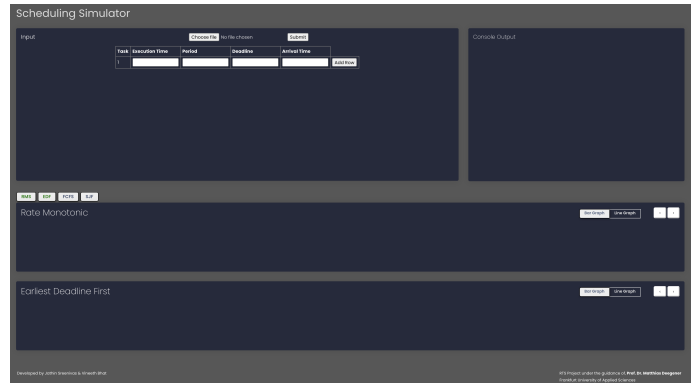 Scheduling Simulator
Input
Choose File No file chosen
Submit
Console Output
Task Execution Time Period Deadline Arrival Time
1 Add Row
RMS EDF FCFS SJF
Rate Monotonic
Bar Graph Line Graph
Earliest Deadline First
Bar Graph Line Graph
Developed by Jathin Sreenivas & Vineeth Bhat
RTS Project under the guidance of, Prof. Dr. Matthias Deegener
Frankfurt University of Applied Sciences